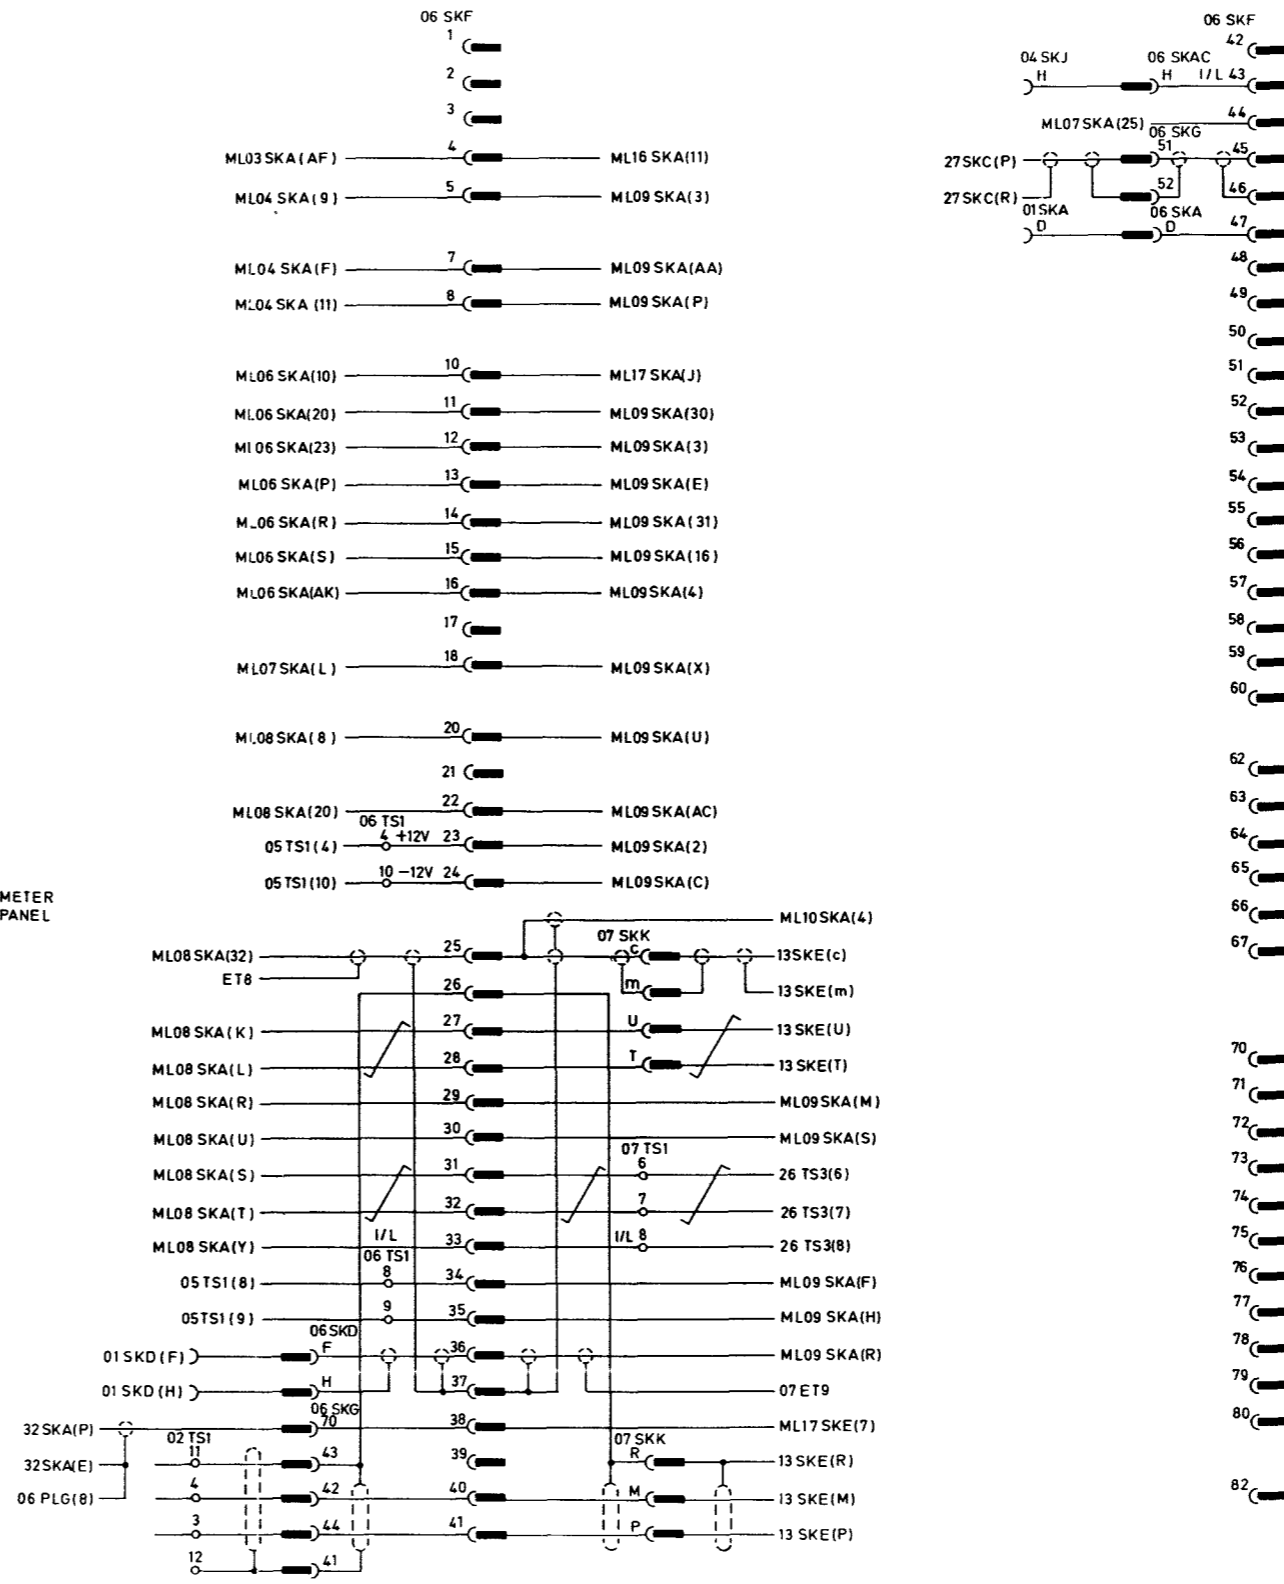 06 SKF
1
2
3
ML03 SKA(AF) 4 ML16 SKA(11)
ML04 SKA(9) 5 ML09 SKA(3)
ML04 SKA(F) 7 ML09 SKA(AA)
ML04 SKA (11) 8 ML09 SKA(P)
ML06 SKA(10) 10 ML17 SKA(J)
ML06 SKA(20) 11 ML09 SKA(30)
ML06 SKA(23) 12 ML09 SKA(3)
ML06 SKA(P) 13 ML09 SKA(E)
ML06 SKA(R) 14 ML09 SKA(31)
ML06 SKA(S) 15 ML09 SKA(16)
ML06 SKA(AK) 16 ML09 SKA(4)
17
ML07 SKA(L) 18 ML09 SKA(X)
ML08 SKA(8) 20 ML09 SKA(U)
21
ML08 SKA(20) 22 ML09 SKA(AC)
06 TS1
05 TS1(4) 4 +12V 23 ML09 SKA(2)
05 TS1(10) 10 -12V 24 ML09 SKA(C)
METER
PANEL
ML10 SKA(4)
07 SKK
ML08 SKA(32) 25 C 13 SKE(c)
ET8
26 m 13 SKE(m)
ML08 SKA(K) 27 U 13 SKE(U)
ML08 SKA(L) 28 T 13 SKE(T)
ML08 SKA(R) 29 ML09 SKA(M)
ML08 SKA(U) 30 ML09 SKA(S)
07 TS1
ML08 SKA(S) 31 6 26 TS3(6)
ML08 SKA(T) 32 7 26 TS3(7)
ML08 SKA(Y) I/L 33 I/L 8 26 TS3(8)
06 TS1
05 TS1(8) 8 34 ML09 SKA(F)
05 TS1(9) 9 35 ML09 SKA(H)
06 SKD
01 SKD(F) F 36 ML09 SKA(R)
01 SKD(H) H 37 07 ET9
06 SKG
32 SKA(P) 70 38 ML17 SKE(7)
02 TS1 07 SKK
32 SKA(E) 11 43 39 R 13 SKE(R)
06 PLG(8) 4 42 40 M 13 SKE(M)
3 44 41 P 13 SKE(P)
12 41
06 SKF
42
04 SKJ 06 SKAC
H H I/L 43
ML07 SKA(25) 44
06 SKG
27 SKC(P) 51 45
27 SKC(R) 52 46
01 SKA 06 SKA
D D 47
48
49
50
51
52
53
54
55
56
57
58
59
60
62
63
64
65
66
67
70
71
72
73
74
75
76
77
78
79
80
82